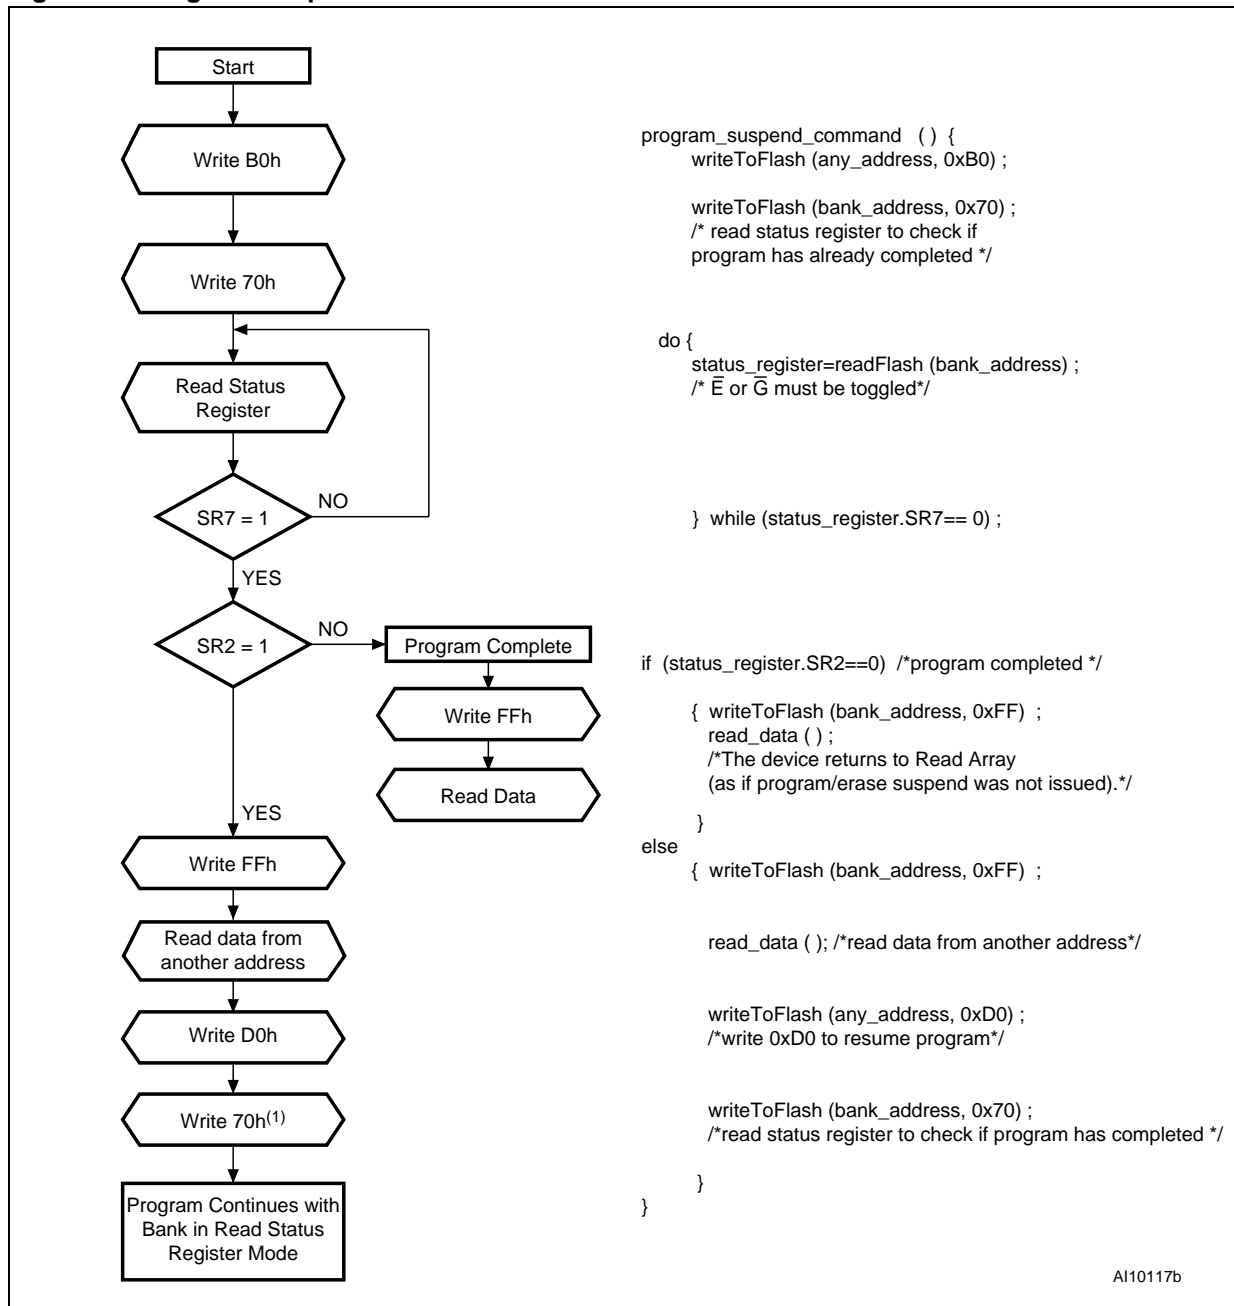 Start
Write B0h
Write 70h
Read Status
Register
SR7 = 1
NO
YES
SR2 = 1
NO
Program Complete
Write FFh
Read Data
YES
Write FFh
Read data from
another address
Write D0h
Write 70h(1)
Program Continues with
Bank in Read Status
Register Mode
program_suspend_command ( ) {
writeToFlash (any_address, 0xB0) ;
writeToFlash (bank_address, 0x70) ;
/* read status register to check if
program has already completed */
do {
status_register=readFlash (bank_address) ;
/* E̅ or G̅ must be toggled*/
} while (status_register.SR7== 0) ;
if (status_register.SR2==0) /*program completed */
{ writeToFlash (bank_address, 0xFF) ;
read_data ( ) ;
/*The device returns to Read Array
(as if program/erase suspend was not issued).*/
}
else
{ writeToFlash (bank_address, 0xFF) ;
read_data ( ); /*read data from another address*/
writeToFlash (any_address, 0xD0) ;
/*write 0xD0 to resume program*/
writeToFlash (bank_address, 0x70) ;
/*read status register to check if program has completed */
}
}
AI10117b